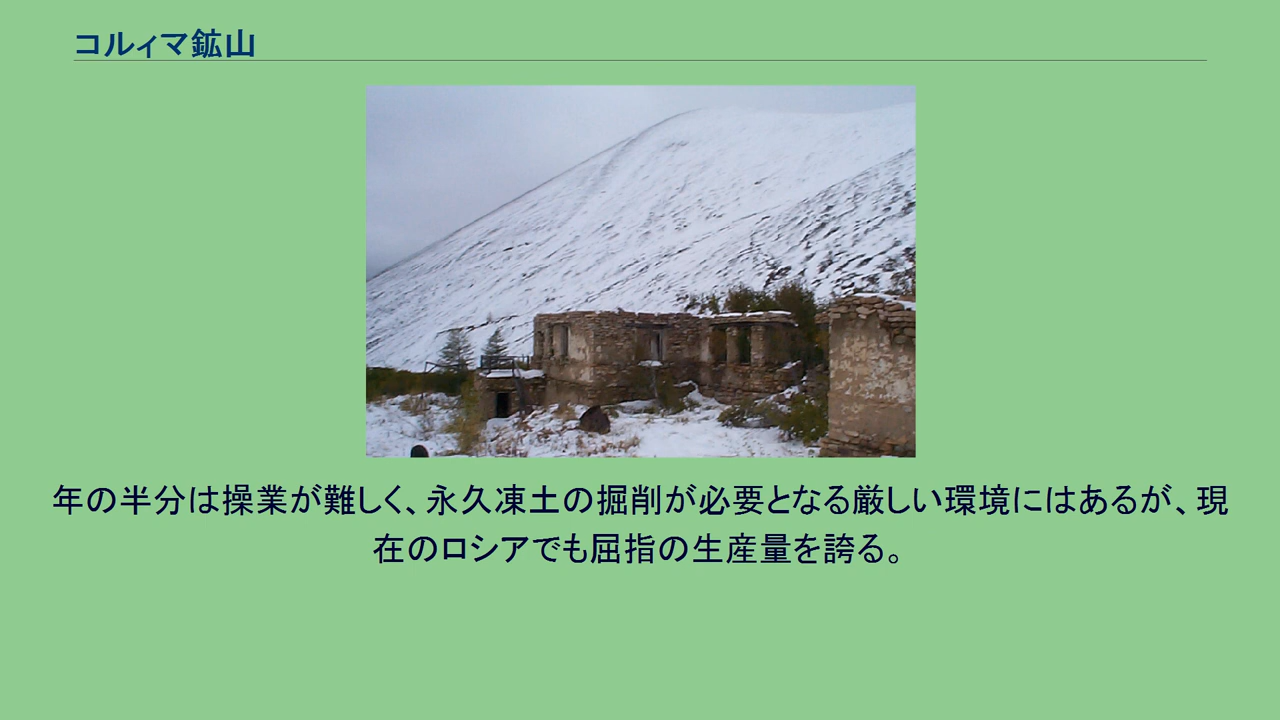 コルィマ鉱山
年の半分は操業が難しく、永久凍土の掘削が必要となる厳しい環境にはあるが、現
在のロシアでも屈指の生産量を誇る。